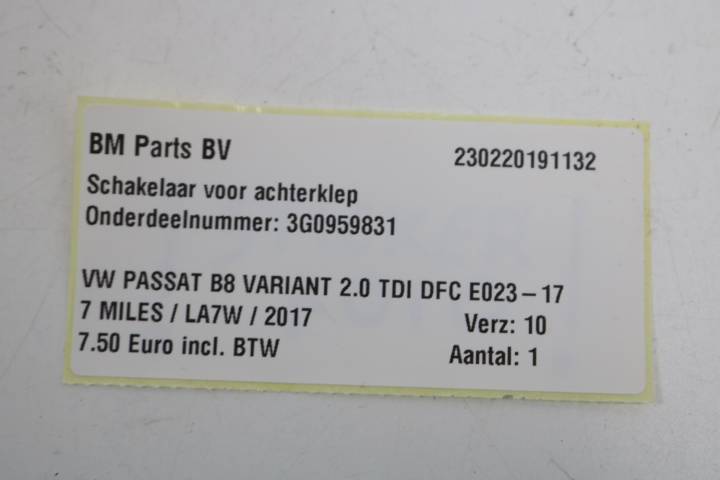 BM Parts BV 230220191132
Schakelaar voor achterklep
Onderdeelnummer: 3G0959831
VW PASSAT B8 VARIANT 2.0 TDI DFC E023-17
7 MILES / LA7W / 2017 Verz: 10
7.50 Euro incl. BTW Aantal: 1